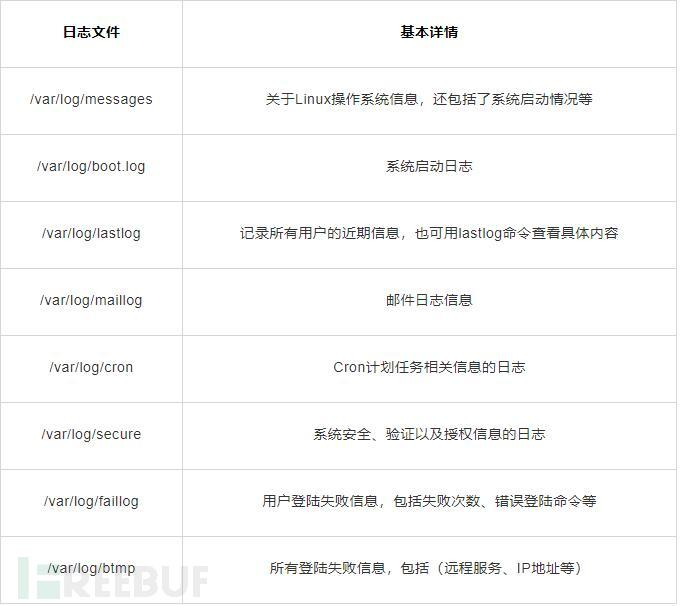 日志文件 基本详情
/var/log/messages 关于Linux操作系统信息，还包括了系统启动情况等
/var/log/boot.log 系统启动日志
/var/log/lastlog 记录所有用户的近期信息，也可用lastlog命令查看具体内容
/var/log/maillog 邮件日志信息
/var/log/cron Cron计划任务相关信息的日志
/var/log/secure 系统安全、验证以及授权信息的日志
/var/log/faillog 用户登陆失败信息，包括失败次数、错误登陆命令等
/var/log/btmp 所有登陆失败信息，包括（远程服务、IP地址等）
FREEBUF